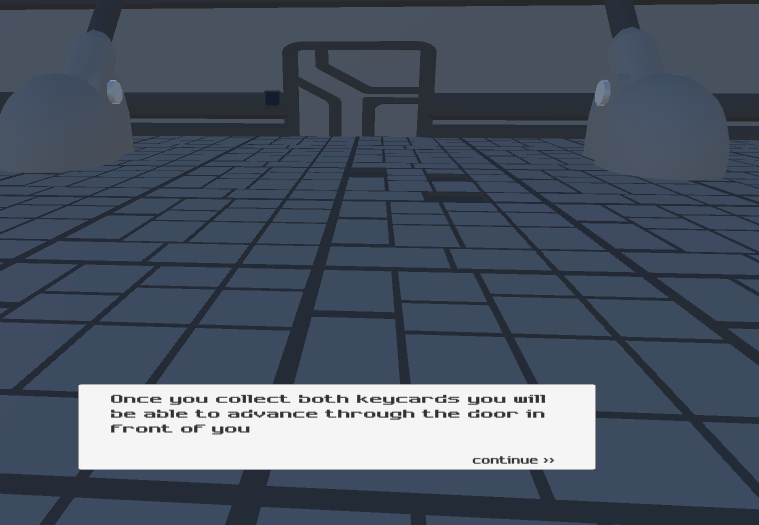 Once you collect both keycards you will
be able to advance through the door in
front of you
continue >>